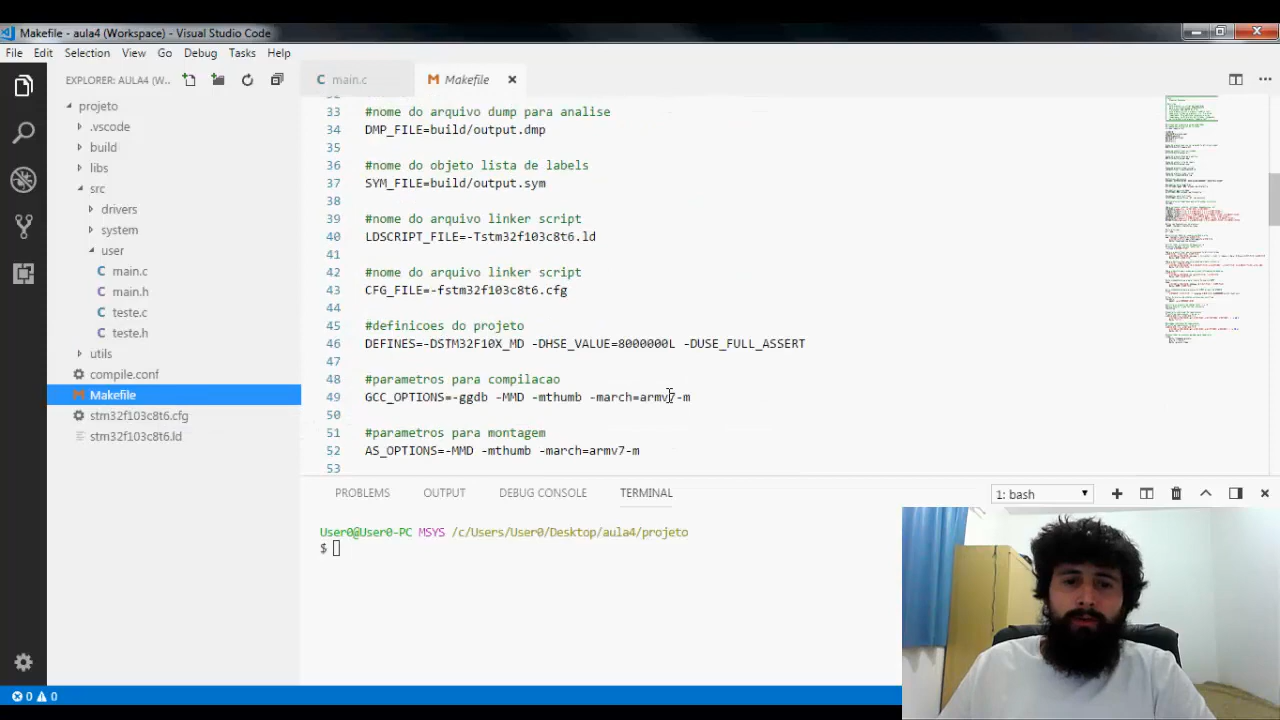 Makefile - aula4 (Workspace) - Visual Studio Code
File Edit Selection View Go Debug Tasks Help
EXPLORER: AULA4 (W...
main.c
Makefile
projeto
.vscode
build
libs
src
drivers
system
user
main.c
main.h
teste.c
teste.h
utils
compile.conf
Makefile
stm32f103c8t6.cfg
stm32f103c8t6.ld
33 #nome do arquivo dump para analise
34 DMP_FILE=build/output.dmp
35
36 #nome do objeto lista de labels
37 SYM_FILE=build/output.sym
38
39 #nome do arquivo linker script
40 LDSCRIPT_FILE=-Tstm32f103c8t6.ld
41
42 #nome do arquivo linker script
43 CFG_FILE=-fstm32f103c8t6.cfg
44
45 #definicoes do projeto
46 DEFINES=-DSTM32F10X_MD -DHSE_VALUE=8000000L -DUSE_FULL_ASSERT
47
48 #parametros para compilacao
49 GCC_OPTIONS=-ggdb -MMD -mthumb -march=armv7-m
50
51 #parametros para montagem
52 AS_OPTIONS=-MMD -mthumb -march=armv7-m
53
PROBLEMS OUTPUT DEBUG CONSOLE TERMINAL
1: bash
User0@User0-PC MSYS /c/Users/User0/Desktop/aula4/projeto
$
0 0